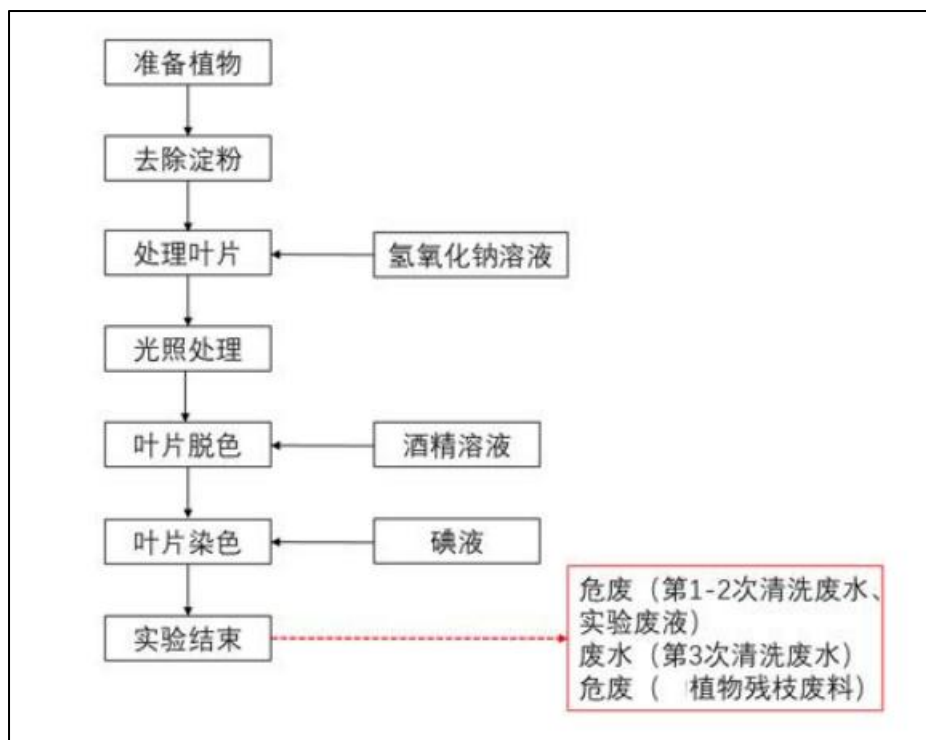 准备植物
去除淀粉
处理叶片
氢氧化钠溶液
光照处理
叶片脱色
酒精溶液
叶片染色
碘液
实验结束
危废（第1-2次清洗废水、
实验废液）
废水（第3次清洗废水）
危废（ 植物残枝废料）